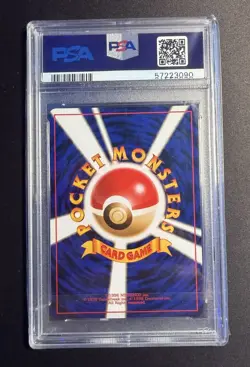 PSA
PSA
57223090
POCKET MONSTERS
CARD GAME